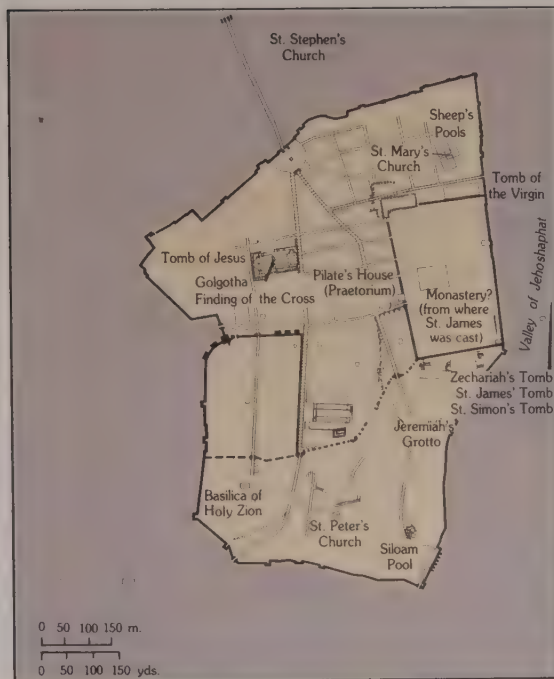 St. Stephen's
Church
Sheep's
Pools
St. Mary's
Church
Tomb of
the Virgin
Tomb of Jesus
Golgotha
Finding of the Cross
Pilate's House
(Praetorium)
Monastery?
(from where
St. James
was cast)
Valley of Jehoshaphat
Zechariah's Tomb
St. James' Tomb
St. Simon's Tomb
Jeremiah's
Grotto
Basilica of
Holy Zion
St. Peter's
Church
Siloam
Pool
0 50 100 150 m.
0 50 100 150 yds.